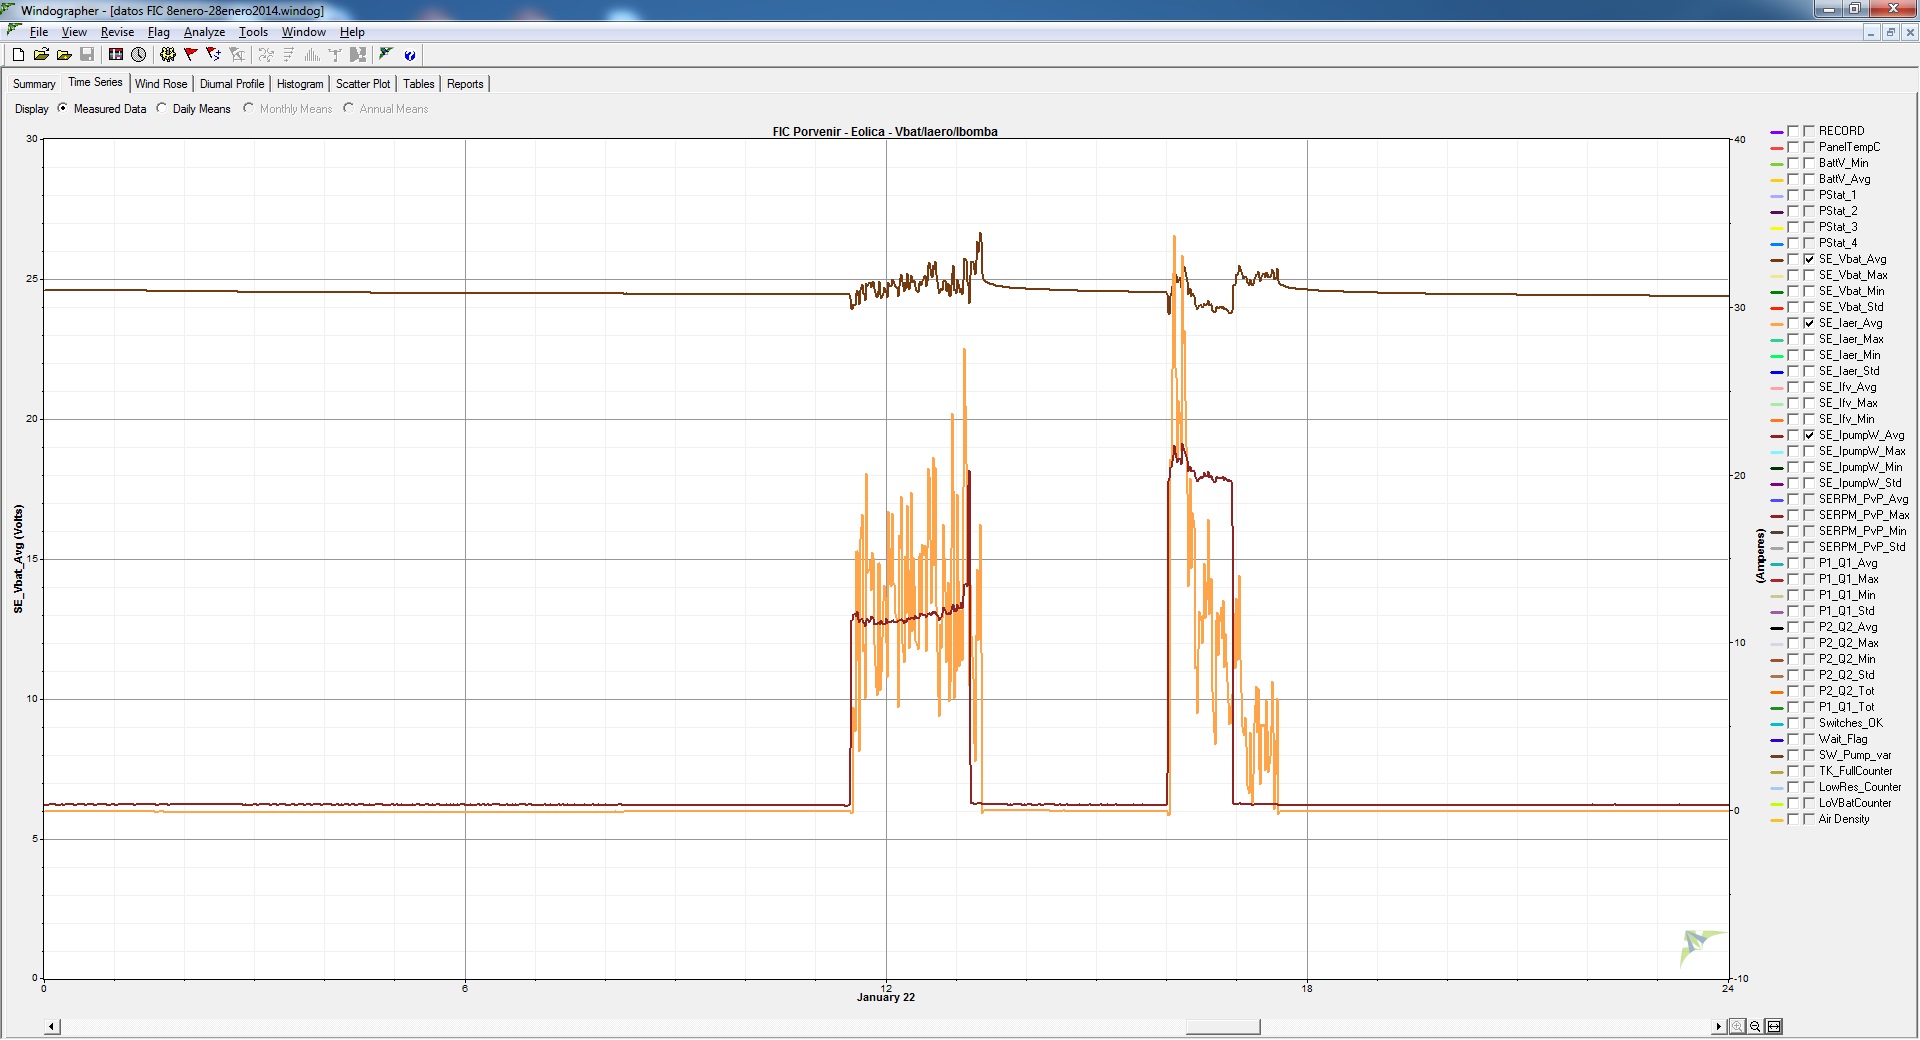 Windographer - [datos FIC 8enero-28enero2014.windog]
File View Revise Flag Analyze Tools Window Help
Summary Time Series Wind Rose Diurnal Profile Histogram Scatter Plot Tables Reports
Display Measured Data Daily Means Monthly Means Annual Means
FIC Porvenir - Eolica - Vbat/Iaero/Ibomba
30
25
20
15
10
5
0
SE_Vbat_Avg (Volts)
0 6 12 18 24
January 22
40
30
20
10
0
-10
(Amperes)
RECORD
PanelTempC
BattV_Min
BattV_Avg
PStat_1
PStat_2
PStat_3
PStat_4
SE_Vbat_Avg
SE_Vbat_Max
SE_Vbat_Min
SE_Vbat_Std
SE_Iaer_Avg
SE_Iaer_Max
SE_Iaer_Min
SE_Iaer_Std
SE_Ifv_Avg
SE_Ifv_Max
SE_Ifv_Min
SE_IpumpW_Avg
SE_IpumpW_Max
SE_IpumpW_Min
SE_IpumpW_Std
SERPM_PvP_Avg
SERPM_PvP_Max
SERPM_PvP_Min
SERPM_PvP_Std
P1_Q1_Avg
P1_Q1_Max
P1_Q1_Min
P1_Q1_Std
P2_Q2_Avg
P2_Q2_Max
P2_Q2_Min
P2_Q2_Std
P2_Q2_Tot
P1_Q1_Tot
Switches_OK
Wait_Flag
SW_Pump_var
TK_FullCounter
LowRes_Counter
LoVBatCounter
Air Density